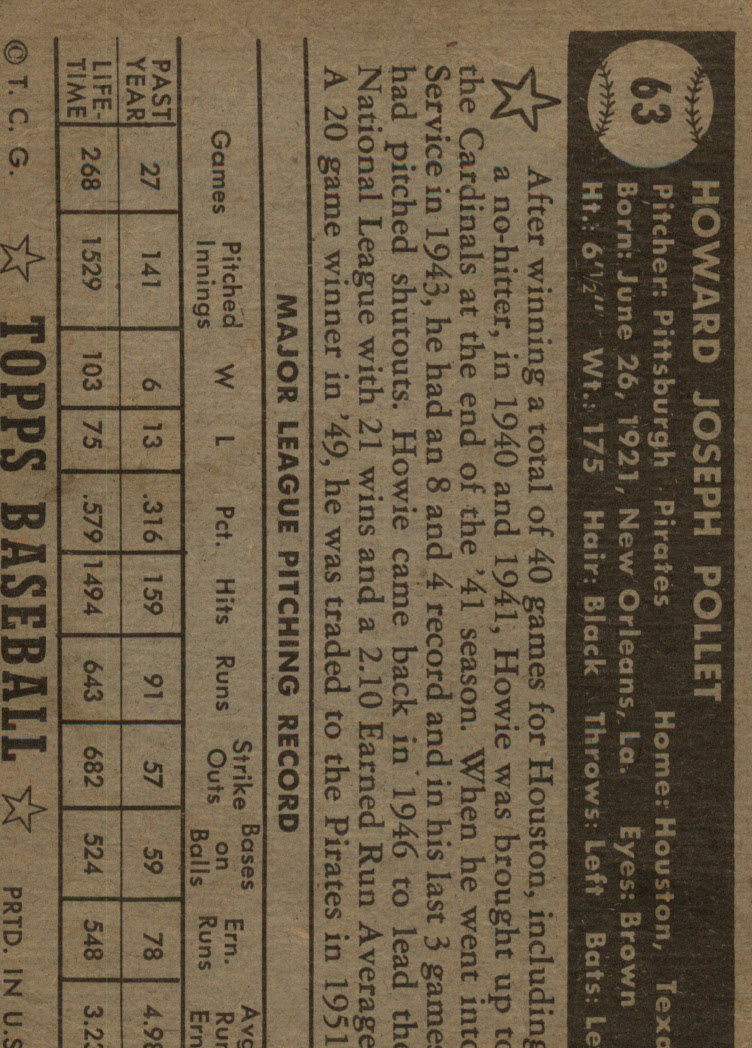 63
HOWARD JOSEPH POLLET
Pitcher: Pittsburgh Pirates Home: Houston,
Born: June 26, 1921, New Orleans, La. Eyes: Brown
Ht.: 6'½" Wt.: 175 Hair: Black Throws: Left Bats:
After winning a total of 40 games for Houston, including
a no-hitter, in 1940 and 1941, Howie was brought up to
the Cardinals at the end of the '41 season. When he went into
Service in 1943, he had an 8 and 4 record and in his last 3 games
had pitched shutouts. Howie came back in 1946 to lead the
National League with 21 wins and a 2.10 Earned Run Average
A 20 game winner in '49, he was traded to the Pirates in 1951
MAJOR LEAGUE PITCHING RECORD
Games Pitched Innings W L Pct. Hits Runs Strike Outs Bases on Balls Ern. Runs Avg
PAST YEAR 27 141 6 13 .316 159 91 57 59 78 4.98
LIFE-TIME 268 1529 103 75 .579 1494 643 682 524 548 3.23
© T. C. G. TOPPS BASEBALL PRTD. IN U.S